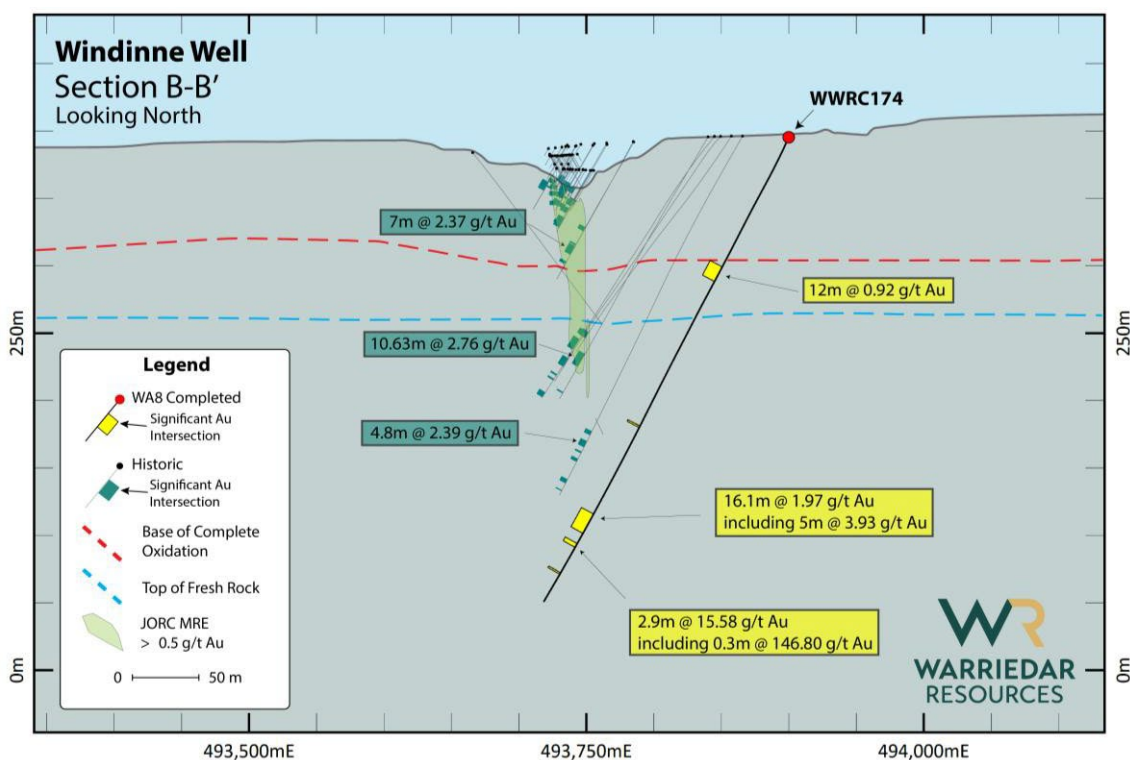 Windinne Well
Section B-B'
Looking North
WWRC174
7m @ 2.37 g/t Au
12m @ 0.92 g/t Au
250m
250m
10.63m @ 2.76 g/t Au
4.8m @ 2.39 g/t Au
16.1m @ 1.97 g/t Au
including 5m @ 3.93 g/t Au
2.9m @ 15.58 g/t Au
including 0.3m @ 146.80 g/t Au
Legend
WA8 Completed
Significant Au
Intersection
Historic
Significant Au
Intersection
Base of Complete
Oxidation
Top of Fresh Rock
JORC MRE
> 0.5 g/t Au
0 50 m
WR
WARRIEDAR
RESOURCES
0m
0m
493,500mE
493,750mE
494,000mE